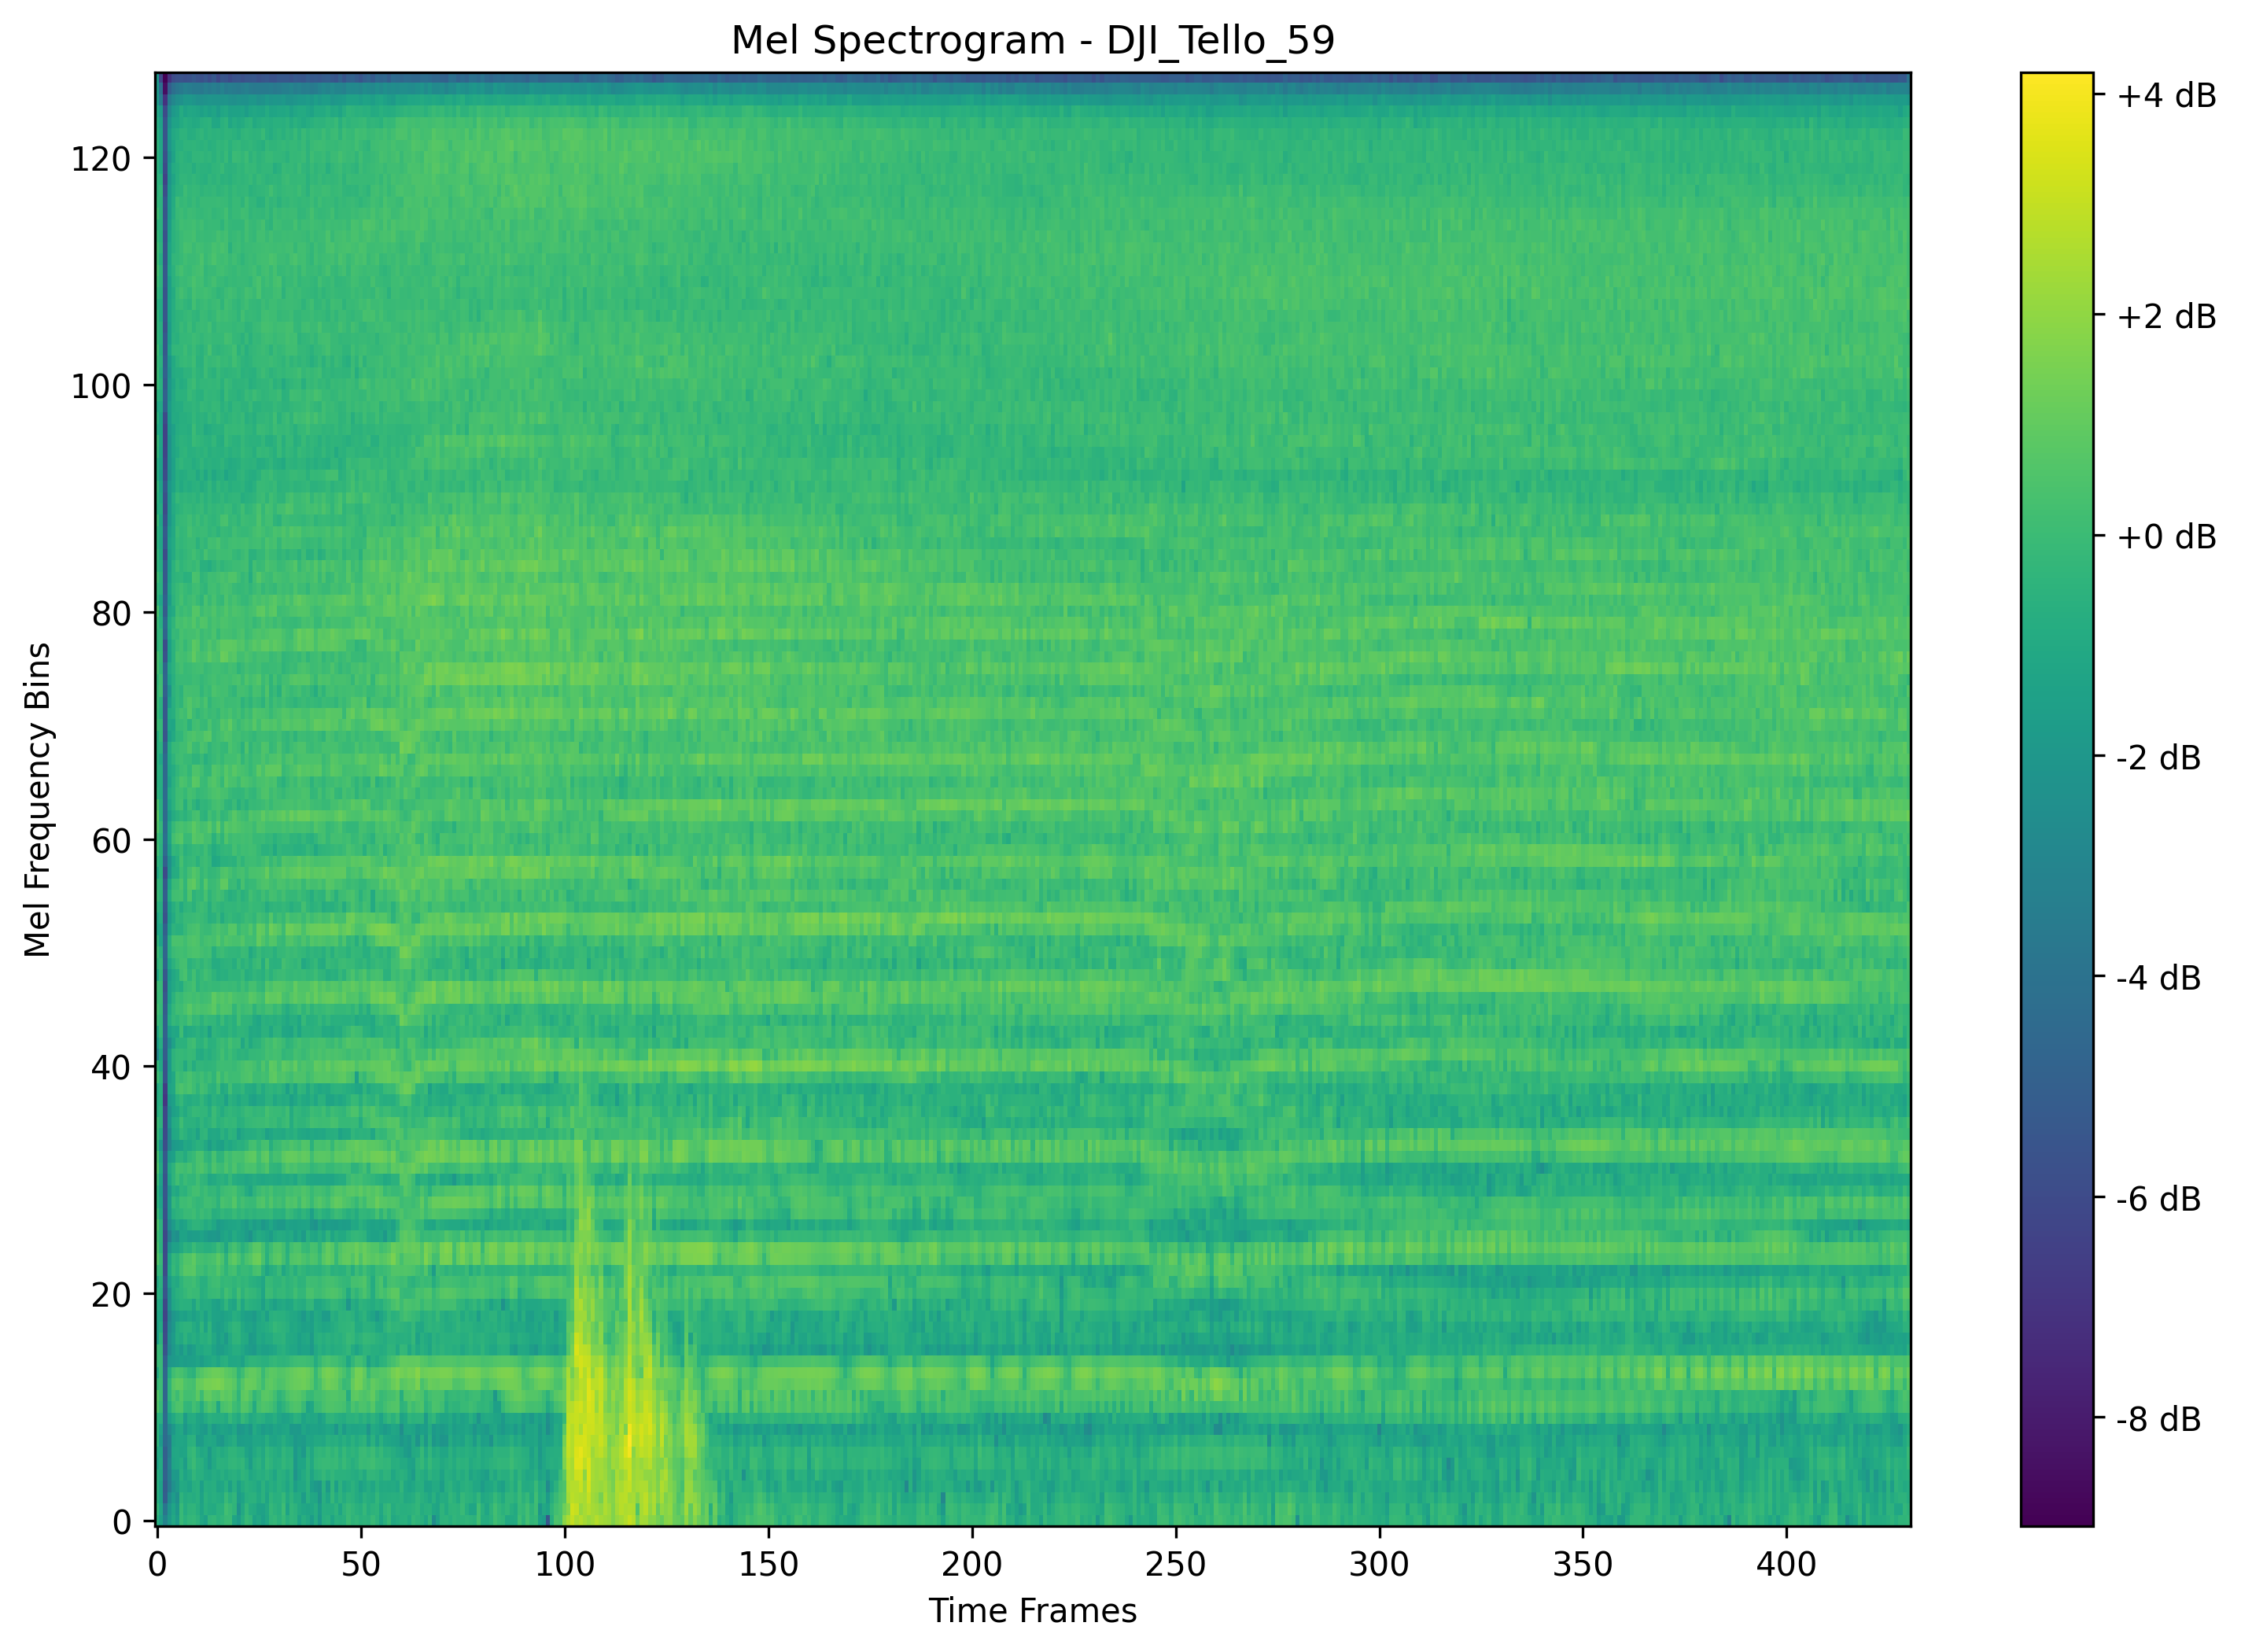 Mel Spectrogram - DJI_Tello_59
Mel Frequency Bins
120
100
80
60
40
20
0
0 50 100 150 200 250 300 350 400
Time Frames
+4 dB
+2 dB
+0 dB
-2 dB
-4 dB
-6 dB
-8 dB